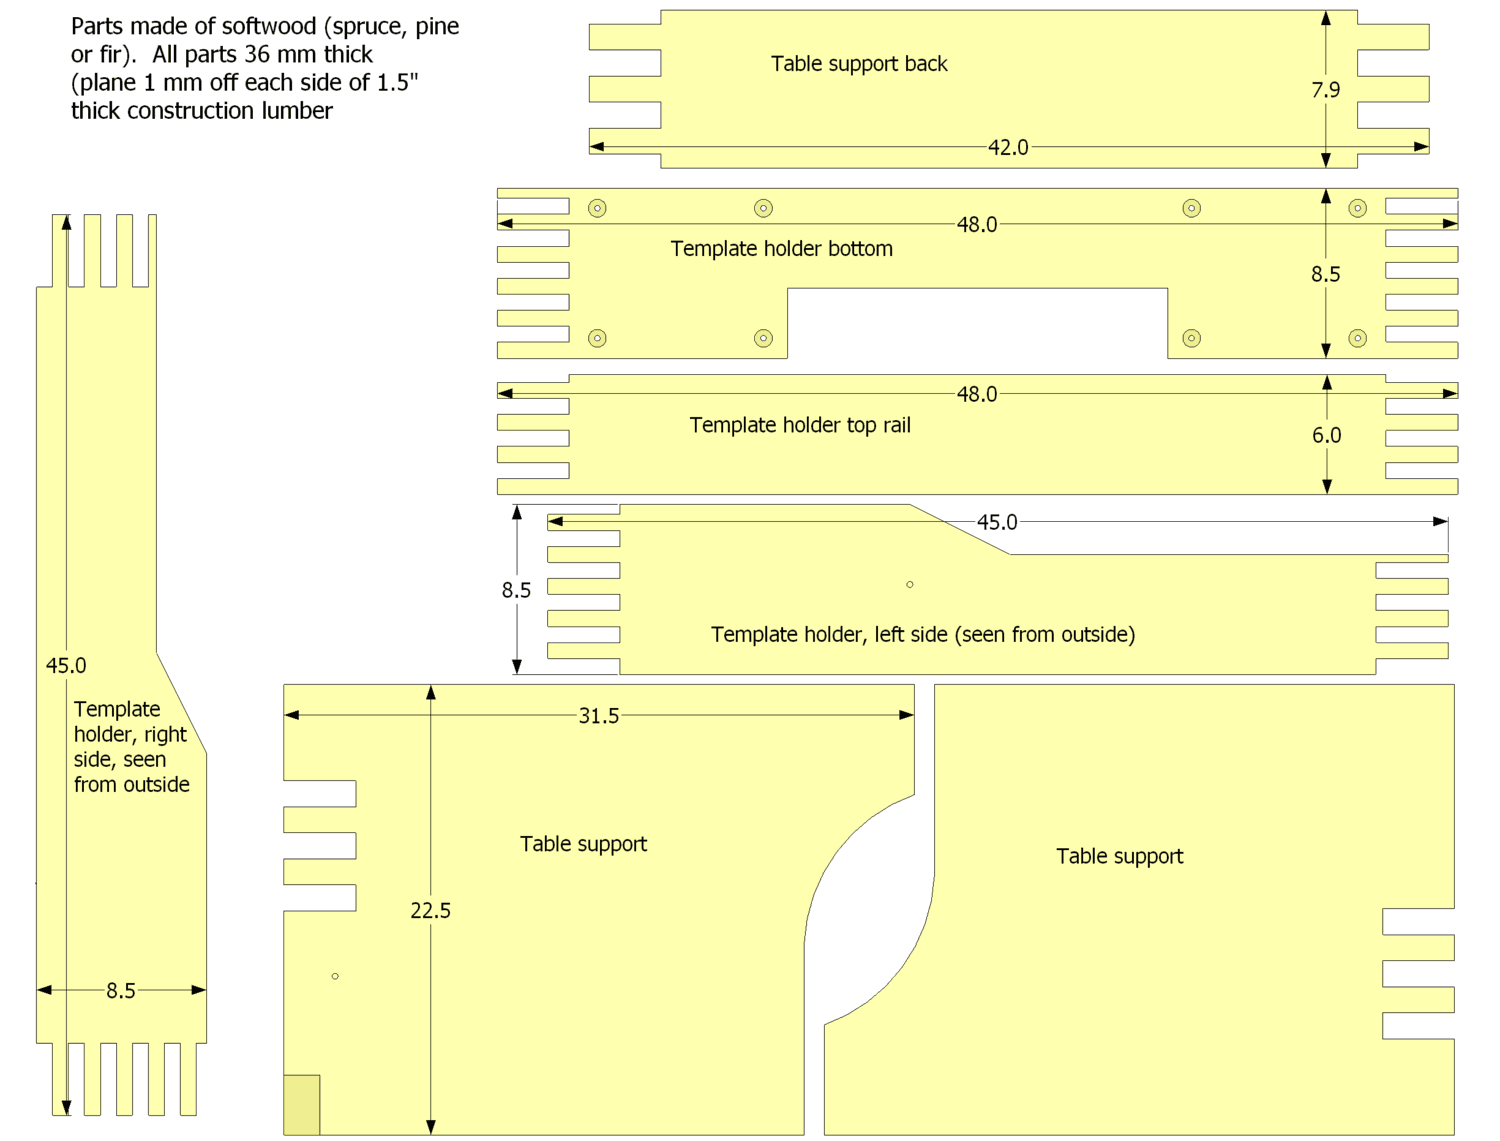 Parts made of softwood (spruce, pine
or fir).  All parts 36 mm thick
(plane 1 mm off each side of 1.5"
thick construction lumber
Table support back
7.9
42.0
48.0
Template holder bottom
8.5
48.0
Template holder top rail
6.0
45.0
8.5
Template holder, left side (seen from outside)
45.0
Template
holder, right
side, seen
from outside
8.5
31.5
Table support
22.5
Table support